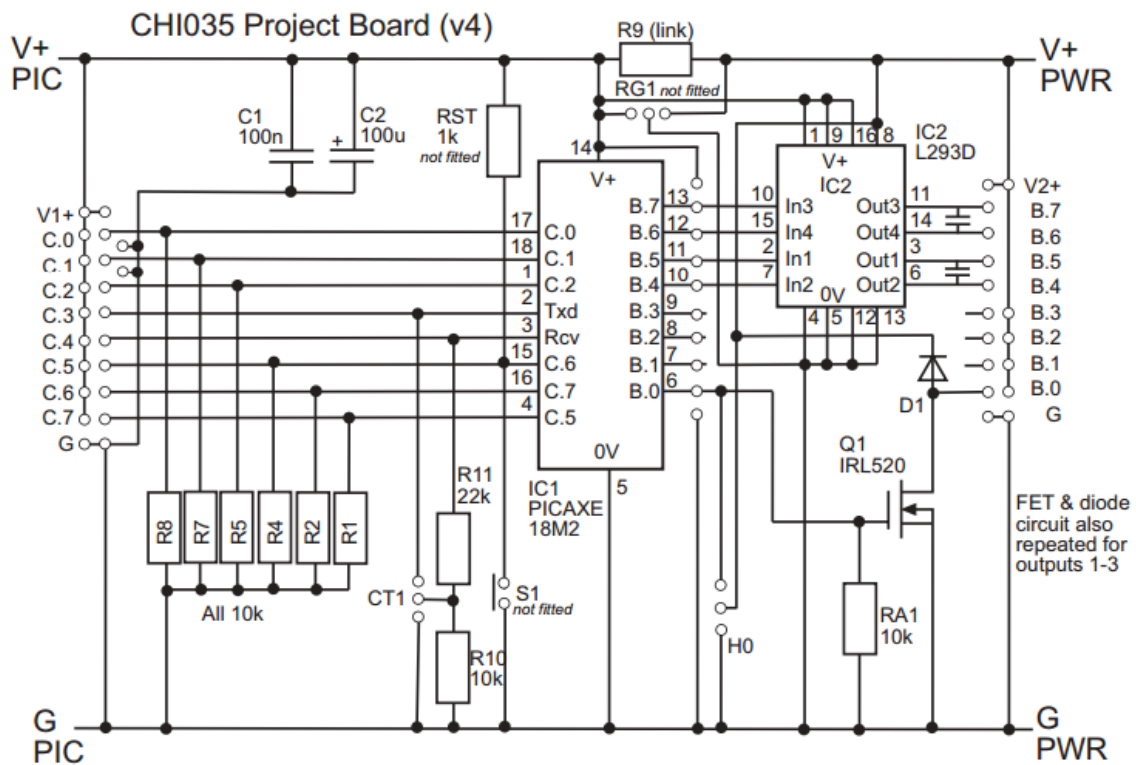 CHI035 Project Board (v4)
V+
PIC
R9 (link)
V+
PWR
RG1 not fitted
C1
100n
C2
100u
+
RST
1k
not fitted
14
V+
1 9 16 8
V+
IC2
IC2
L293D
V1+
C.0
C.1
C.2
C.3
C.4
C.5
C.6
C.7
G
17
18
1
2
3
15
16
4
C.0
C.1
C.2
Txd
Rcv
C.6
C.7
C.5
0V
5
B.7
B.6
B.5
B.4
B.3
B.2
B.1
B.0
13
12
11
10
9
8
7
6
10
15
2
7
In3
In4
In1
In2
Out3
Out4
Out1
Out2
0V
11
14
3
6
4 5 12 13
V2+
B.7
B.6
B.5
B.4
B.3
B.2
B.1
B.0
G
D1
Q1
IRL520
IC1
PICAXE
18M2
R11
22k
R8
R7
R5
R4
R2
R1
All 10k
CT1
S1
not fitted
R10
10k
H0
RA1
10k
FET & diode
circuit also
repeated for
outputs 1-3
G
PIC
G
PWR